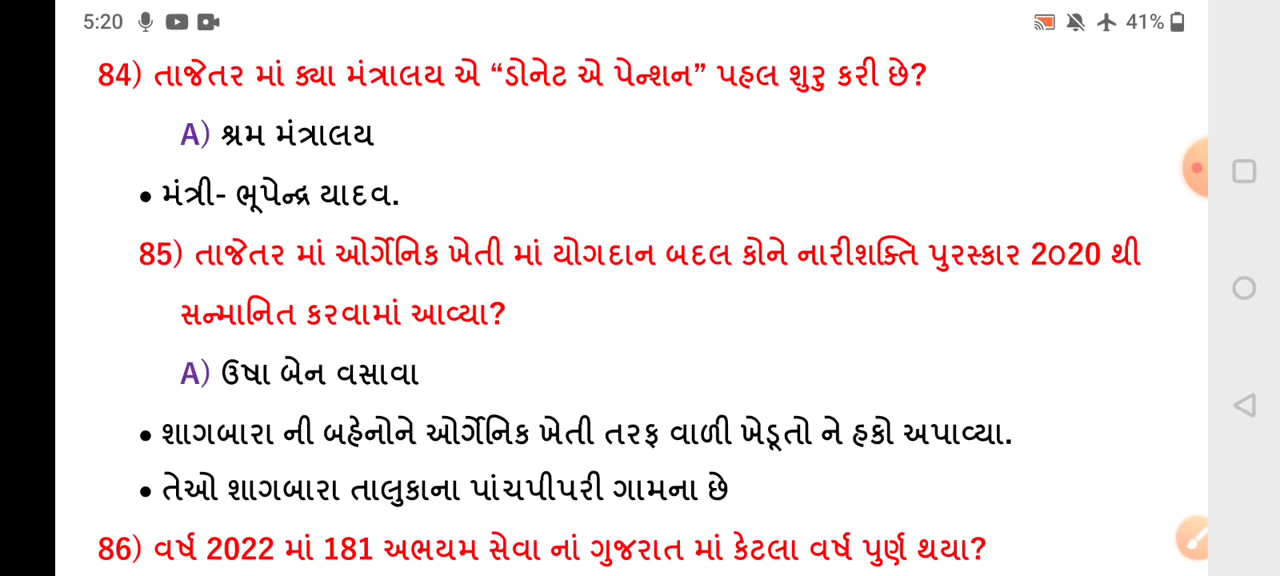 5:20
41%
84) તાજેતર માં ક્યા મંત્રાલય એ “ડોનેટ એ પેન્શન” પહલ શુરુ કરી છે?
A) શ્રમ મંત્રાલય
• મંત્રી- ભૂપેન્દ્ર યાદવ.
85) તાજેતર માં ઓર્ગેનિક ખેતી માં યોગદાન બદલ કોને નારીશક્તિ પુરસ્કાર 2૦20 થી
સન્માનિત કરવામાં આવ્યા?
A) ઉષા બેન વસાવા
• શાગબારા ની બહેનોને ઓર્ગેનિક ખેતી તરફ વાળી ખેડૂતો ને હકો અપાવ્યા.
• તેઓ શાગબારા તાલુકાના પાંચપીપરી ગામના છે
86) વર્ષ 2022 માં 181 અભયમ સેવા નાં ગુજરાત માં કેટલા વર્ષ પુર્ણ થયા?